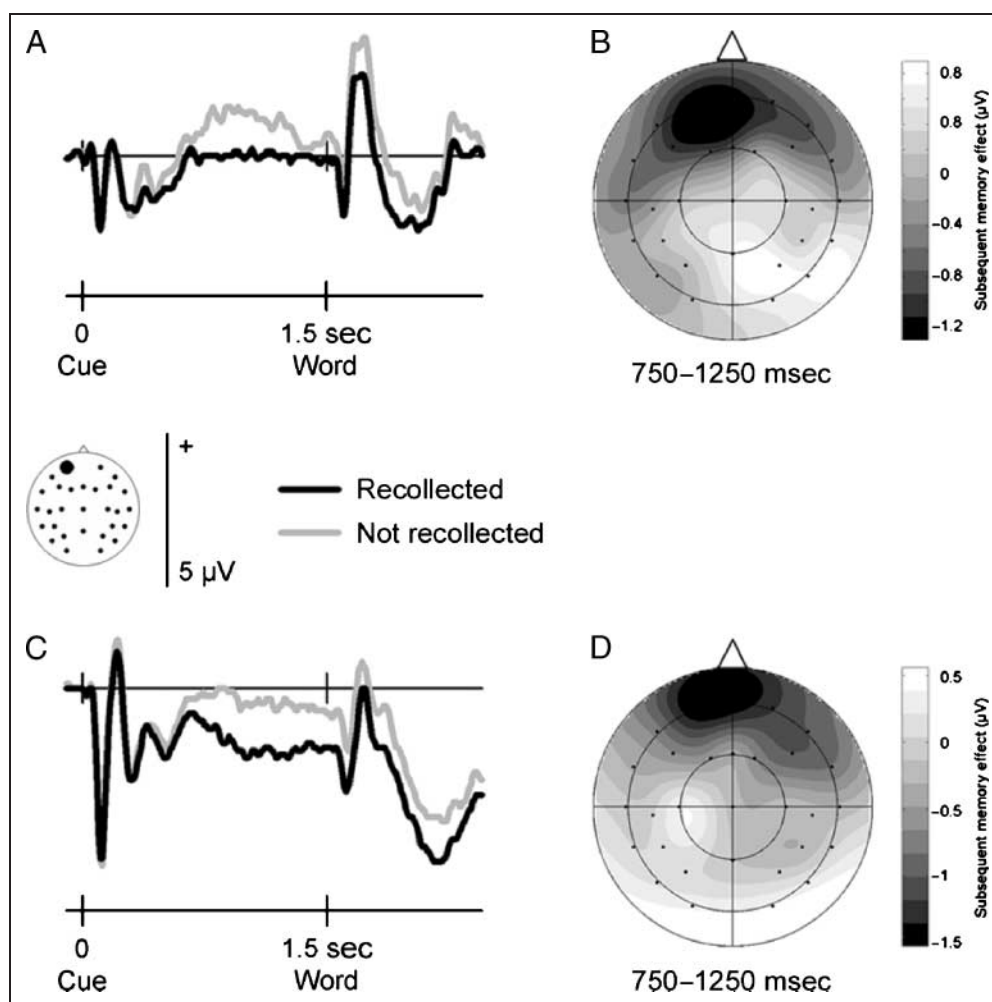 A
B
0
Cue
1.5 sec
Word
750–1250 msec
0.8
0.8
0
-0.4
-0.8
-1.2
Subsequent memory effect (µV)
+
5 µV
Recollected
Not recollected
C
D
0
Cue
1.5 sec
Word
750–1250 msec
0.5
0
-0.5
-1
-1.5
Subsequent memory effect (µV)